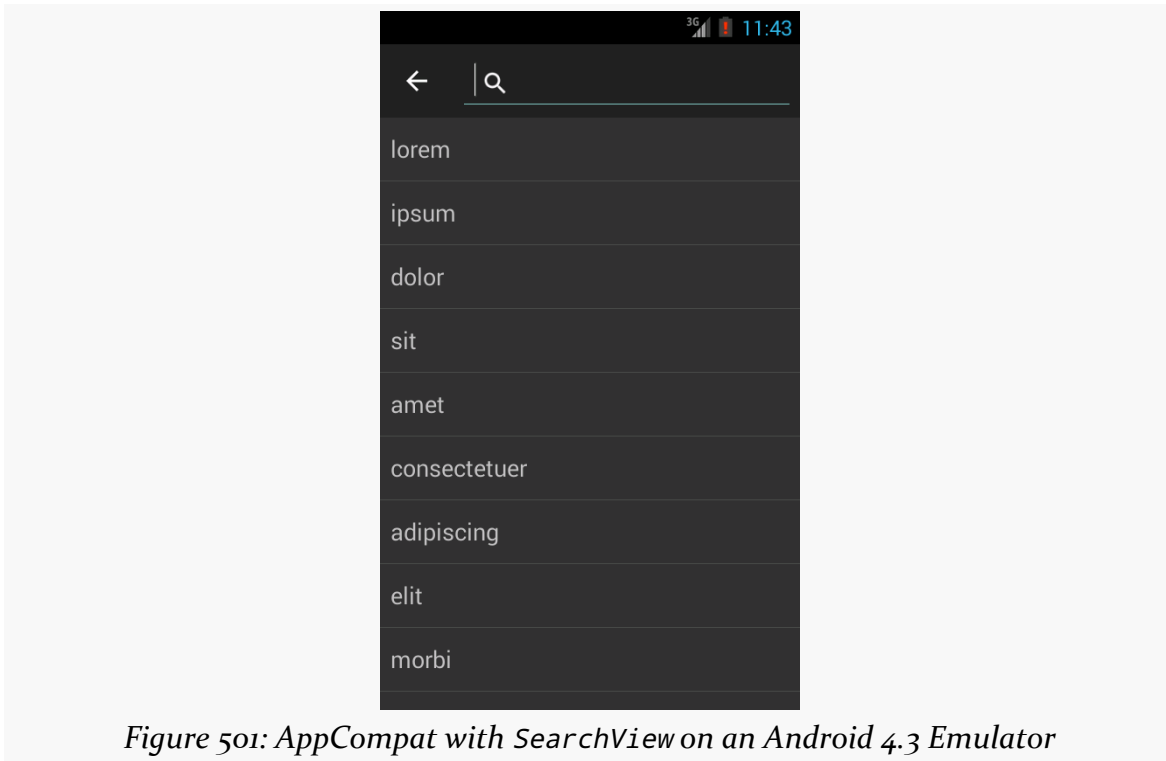 3G 11:43
lorem
ipsum
dolor
sit
amet
consectetuer
adipiscing
elit
morbi
Figure 501: AppCompat with SearchView on an Android 4.3 Emulator